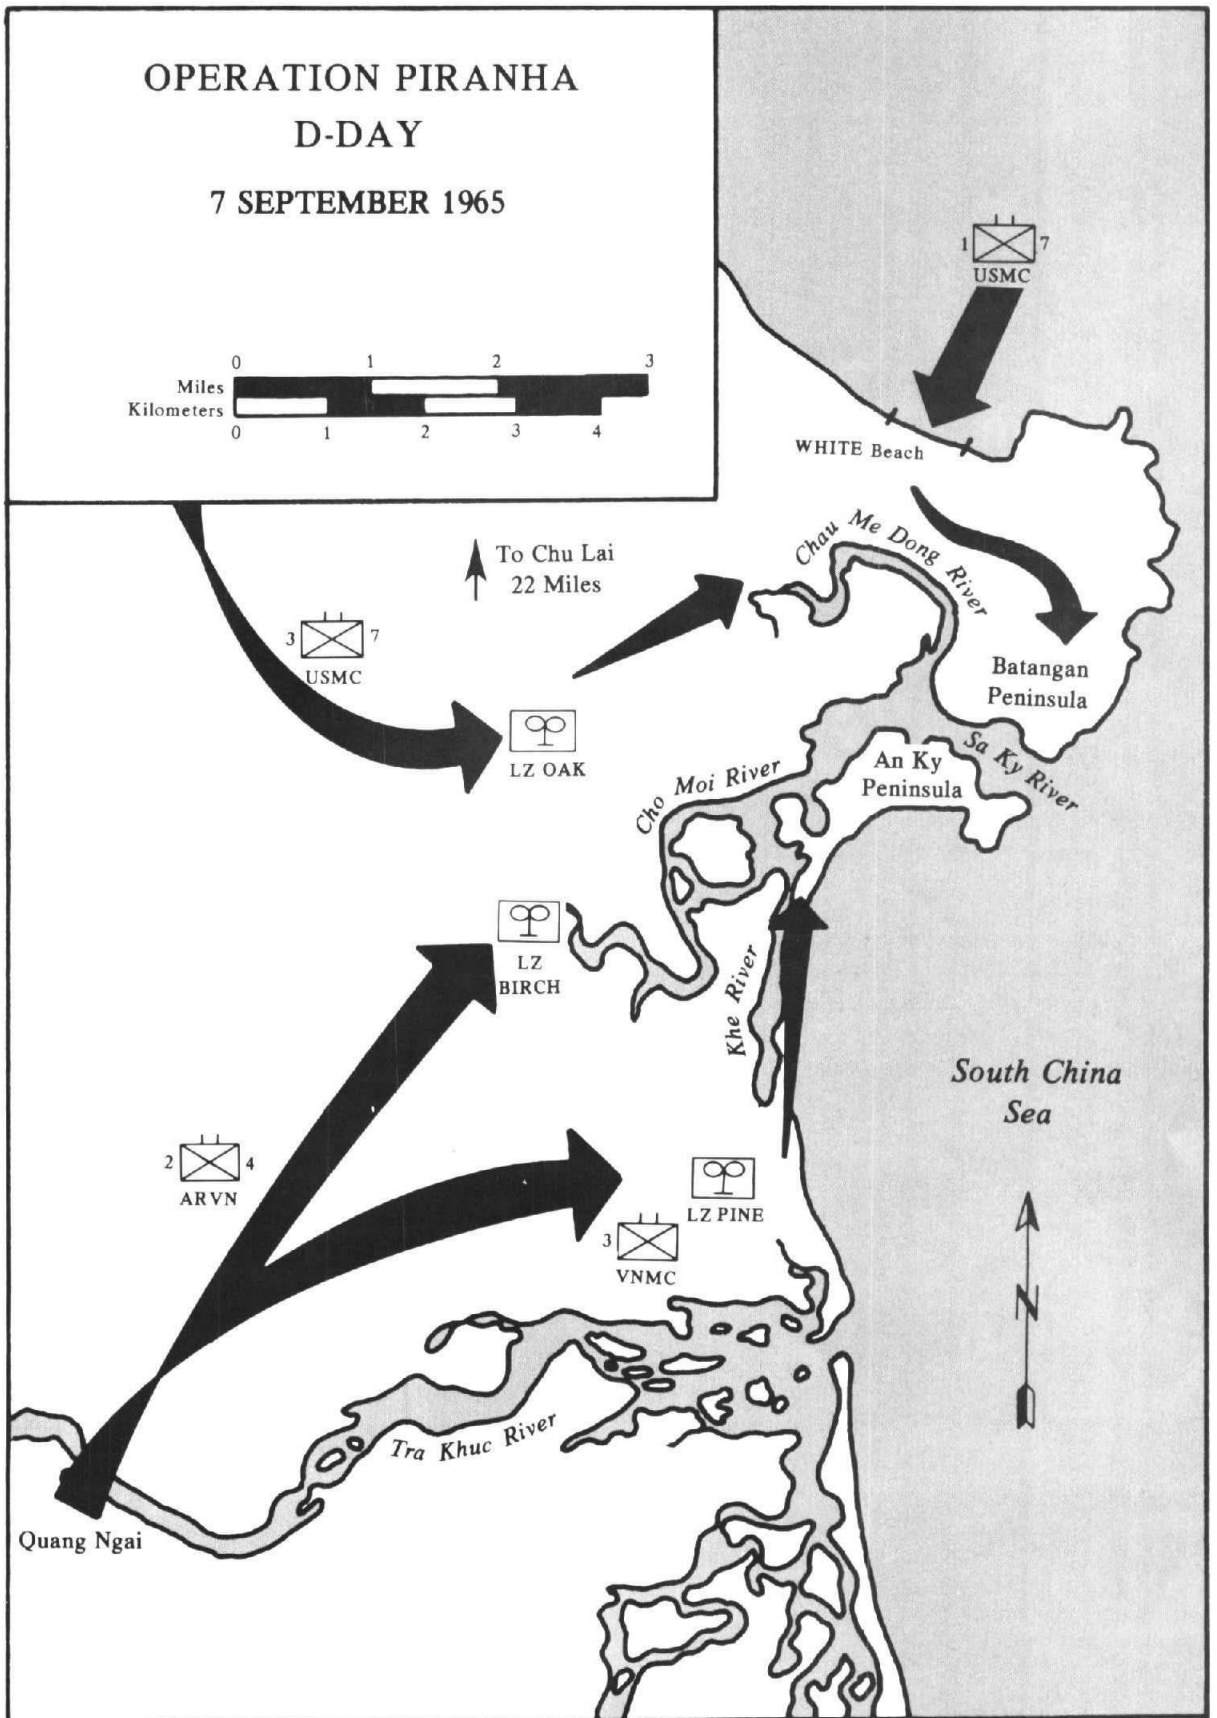 OPERATION PIRANHA
D-DAY
7 SEPTEMBER 1965
0 1 2 3
Miles
Kilometers
0 1 2 3 4
1 7
USMC
WHITE Beach
Chau Me Dong River
To Chu Lai
22 Miles
3 7
USMC
Batangan
Peninsula
LZ OAK
Sa Ky River
An Ky
Peninsula
Cho Moi River
LZ
BIRCH
Khe River
South China
Sea
2 4
ARVN
LZ PINE
3
VNMC
N
Tra Khuc River
Quang Ngai